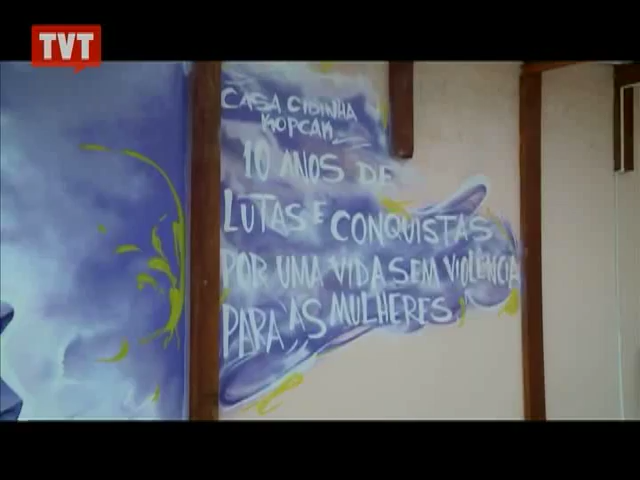 TVT
CASA CIDINHA
KOPCAK
10 ANOS DE
LUTAS E CONQUISTAS
POR UMA VIDA SEM VIOLÊNCIA
PARA AS MULHERES